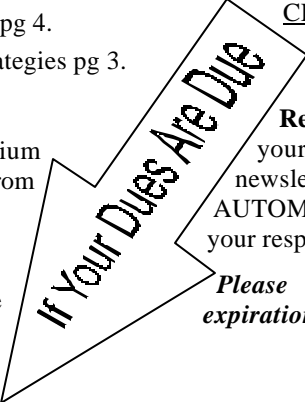 pg 4.
ategies pg 3.
ium
rom
e
If Your Dues Are Due
Re
your
newsle
AUTOM
your resp
Please
expiration